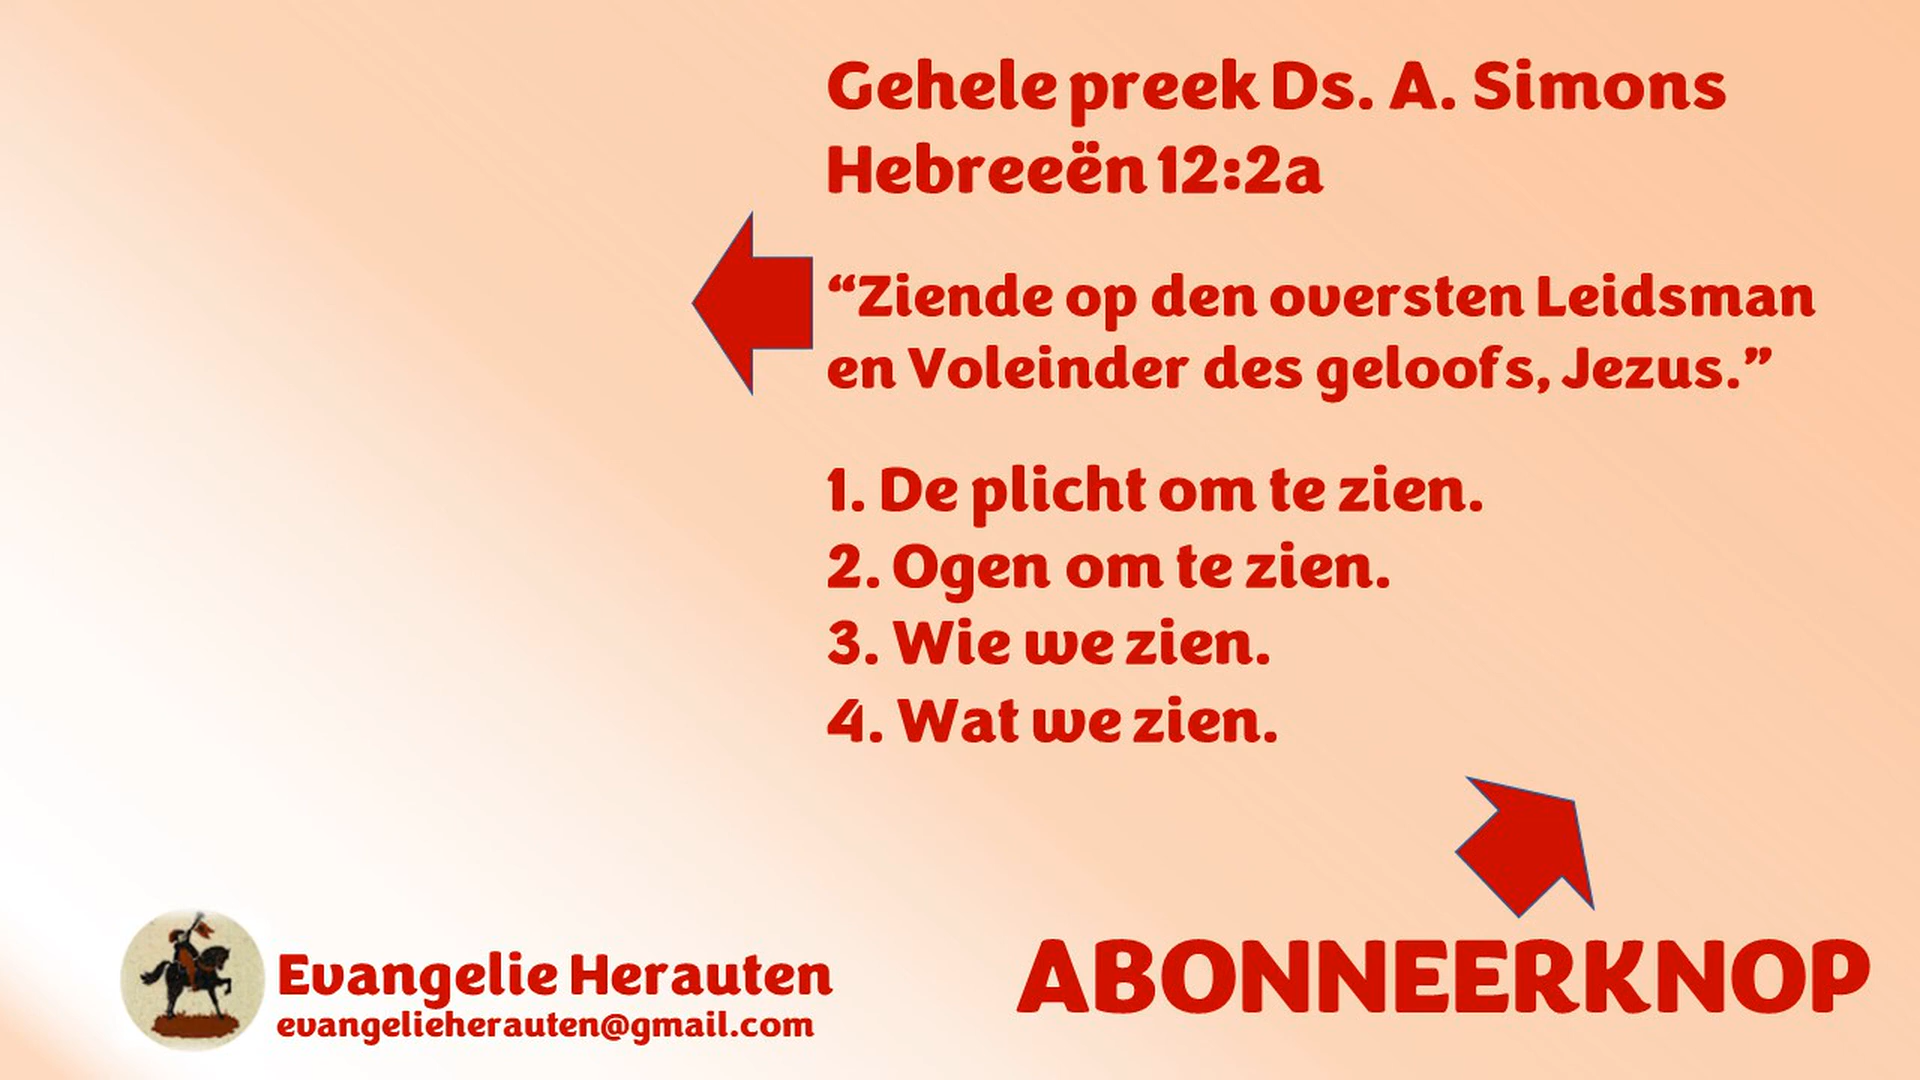 Gehele preek Ds. A. Simons
Hebreeën 12:2a
“Ziende op den oversten Leidsman
en Voleinder des geloofs, Jezus.”
1. De plicht om te zien.
2. Ogen om te zien.
3. Wie we zien.
4. Wat we zien.
Evangelie Herauten
evangelieherauten@gmail.com
ABONNEERKNOP